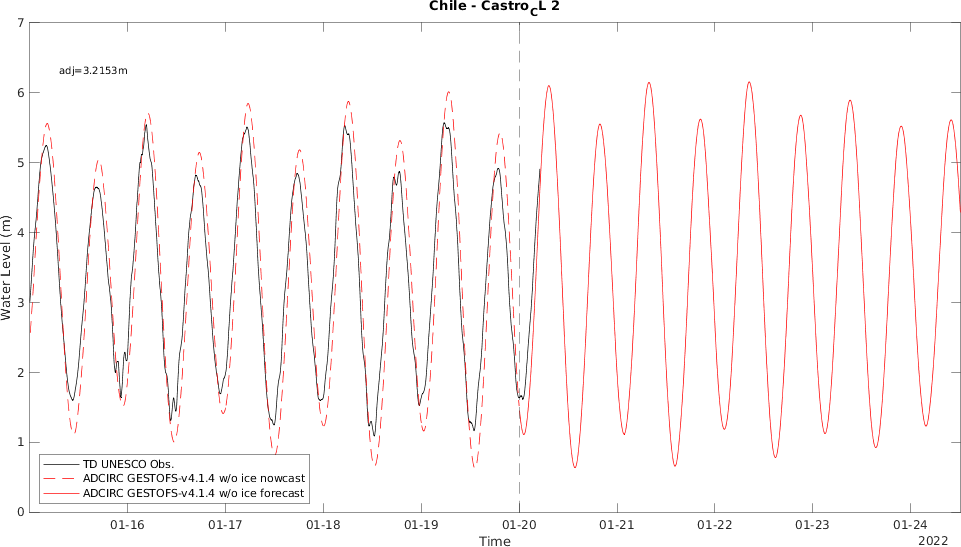 Chile - Castro_CL 2
7
adj=3.2153m
6
5
4
3
2
1
0
Water Level (m)
TD UNESCO Obs.
ADCIRC GESTOFS-v4.1.4 w/o ice nowcast
ADCIRC GESTOFS-v4.1.4 w/o ice forecast
01-16 01-17 01-18 01-19 01-20 01-21 01-22 01-23 01-24
Time
2022